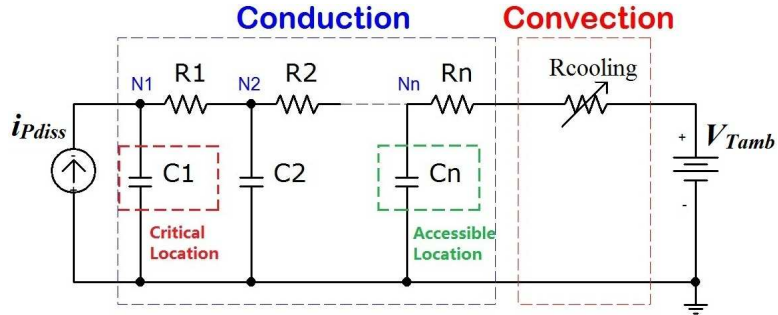 Conduction
Convection
N1
R1
N2
R2
Nn
Rn
Rcooling
iPdiss
-
+
C1
C2
Cn
+
VTamb
-
Critical
Location
Accessible
Location